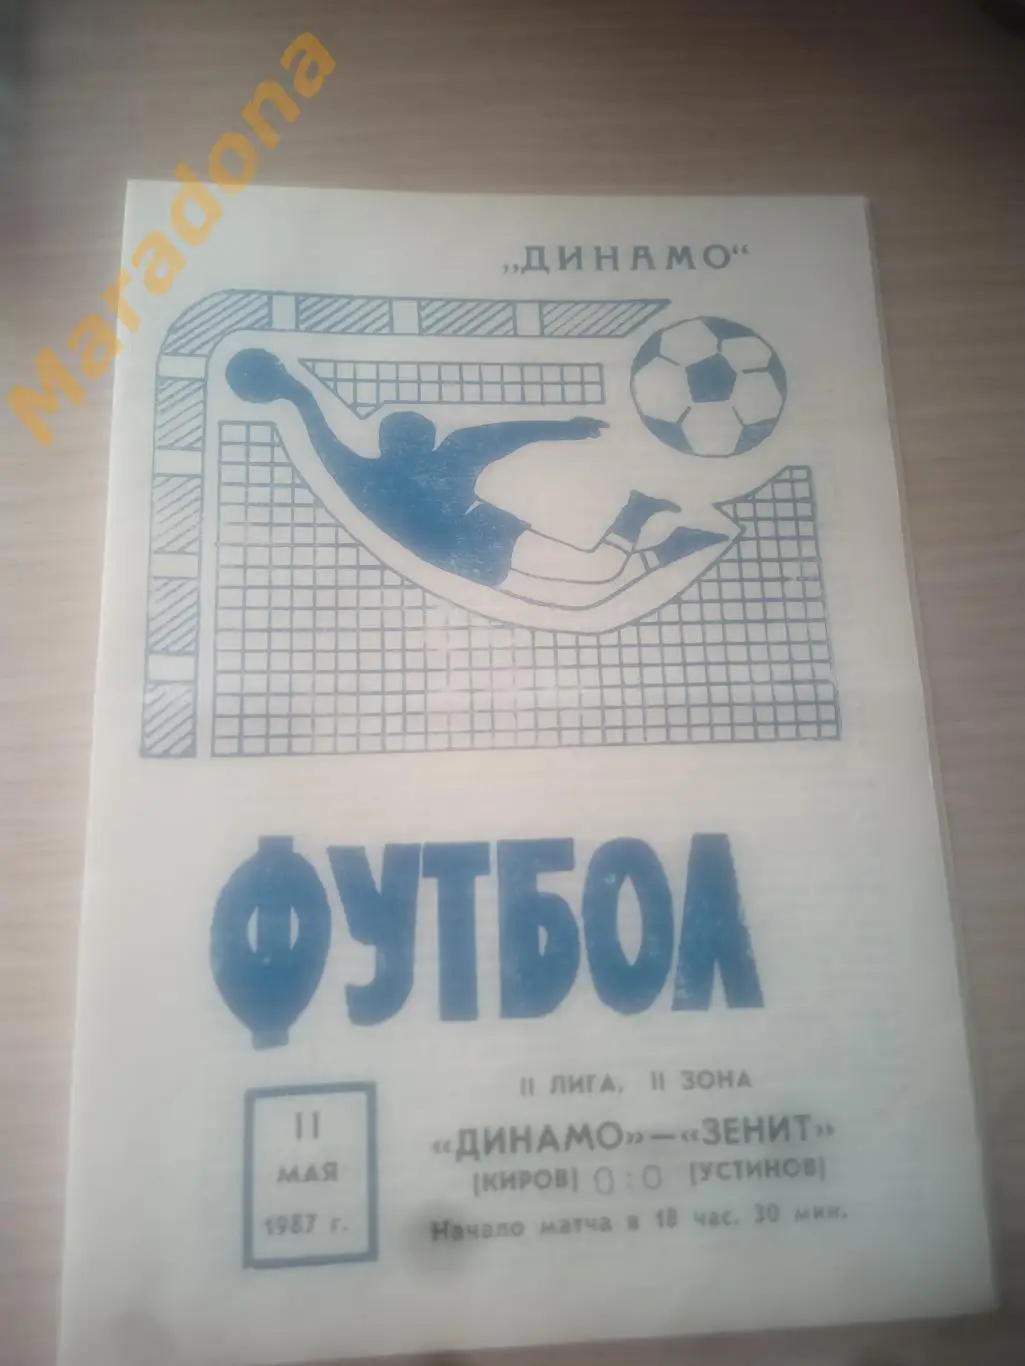 Maradona
„ДИНАМО“
ФУТБОЛ
II ЛИГА, II ЗОНА
11
МАЯ
1987 г.
«ДИНАМО»—«ЗЕНИТ»
[КИРОВ] 0:0 [УСТИНОВ]
Начало матча в 18 час. 30 мин.